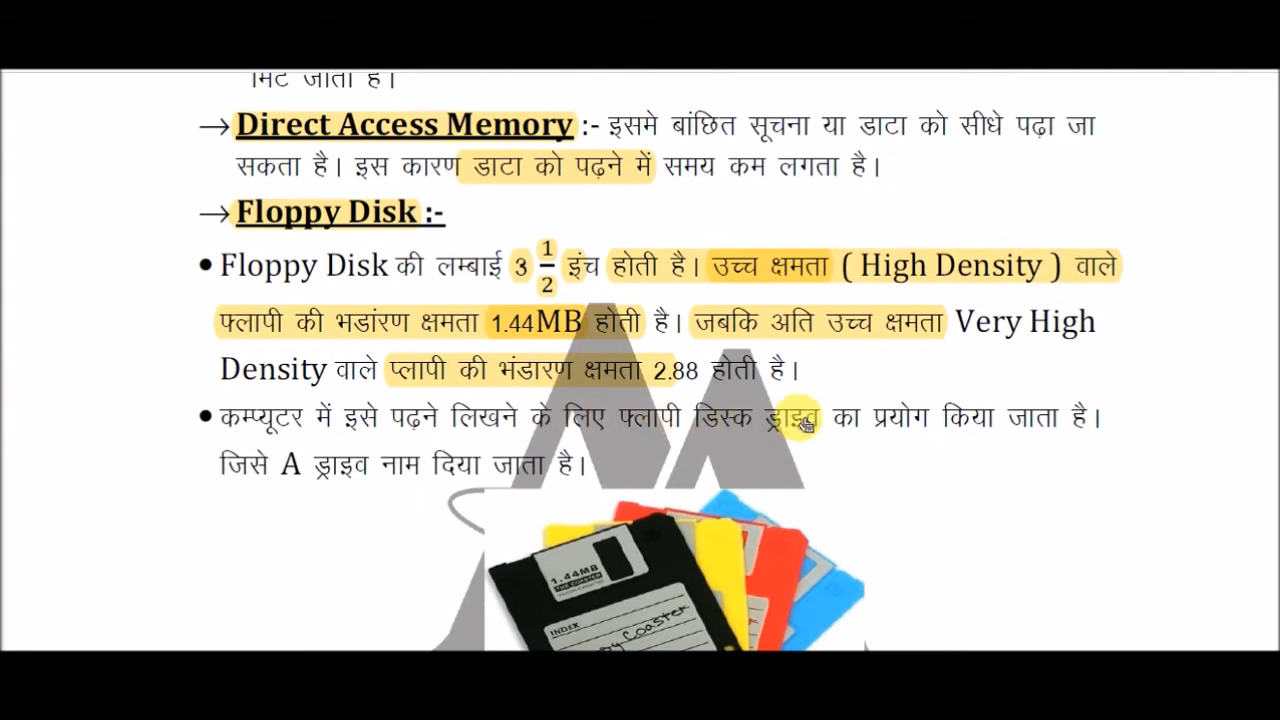 मिट जाता है।
→ Direct Access Memory :- इसमे बांछित सूचना या डाटा को सीधे पढ़ा जा
सकता है। इस कारण डाटा को पढ़ने में समय कम लगता है।
→ Floppy Disk :-
• Floppy Disk की लम्बाई 3 1/2 इंच होती है। उच्च क्षमता ( High Density ) वाले
फ्लापी की भडांरण क्षमता 1.44MB होती है। जबकि अति उच्च क्षमता Very High
Density वाले प्लापी की भंडारण क्षमता 2.88 होती है।
• कम्प्यूटर में इसे पढ़ने लिखने के लिए फ्लापी डिस्क ड्राइव का प्रयोग किया जाता है।
जिसे A ड्राइव नाम दिया जाता है।
1.44MB
INDEX
Coaster